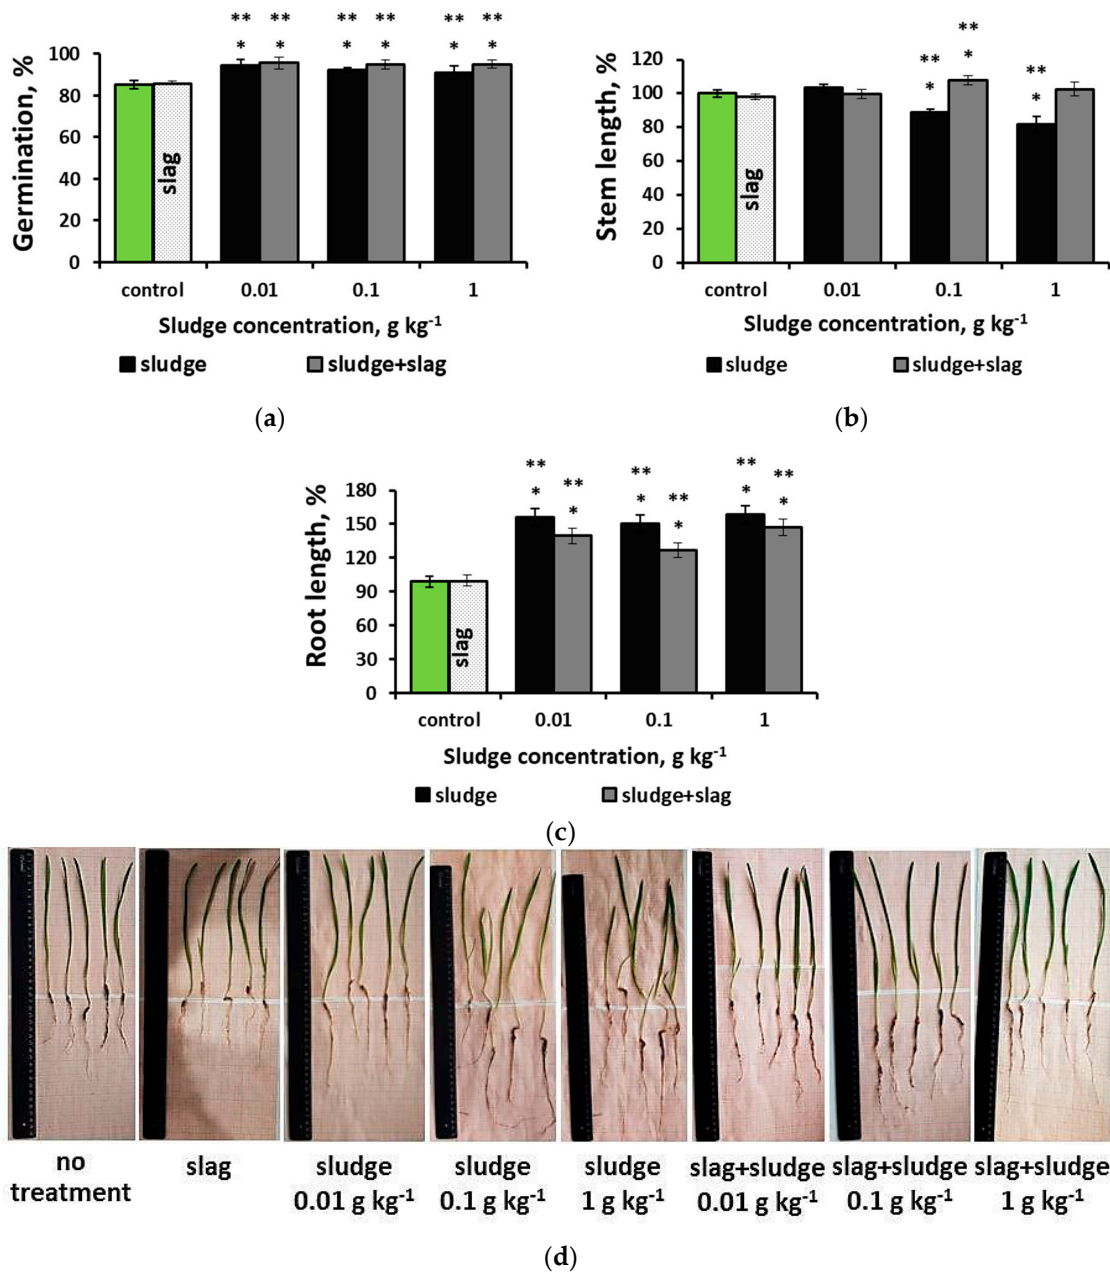 ** ** ** ** ** **
* * * * * *
Germination, %
100
80
60
40
20
0
slag
control 0.01 0.1 1
Sludge concentration, g kg⁻¹
sludge sludge+slag
(a)
** ** **
* * *
Stem length, %
120
100
80
60
40
20
0
slag
control 0.01 0.1 1
Sludge concentration, g kg⁻¹
sludge sludge+slag
(b)
** ** ** ** ** **
* * * * * *
Root length, %
180
150
120
90
60
30
0
slag
control 0.01 0.1 1
Sludge concentration, g kg⁻¹
sludge sludge+slag
(c)
no
treatment
slag
sludge
0.01 g kg⁻¹
sludge
0.1 g kg⁻¹
sludge
1 g kg⁻¹
slag+sludge
0.01 g kg⁻¹
slag+sludge
0.1 g kg⁻¹
slag+sludge
1 g kg⁻¹
(d)